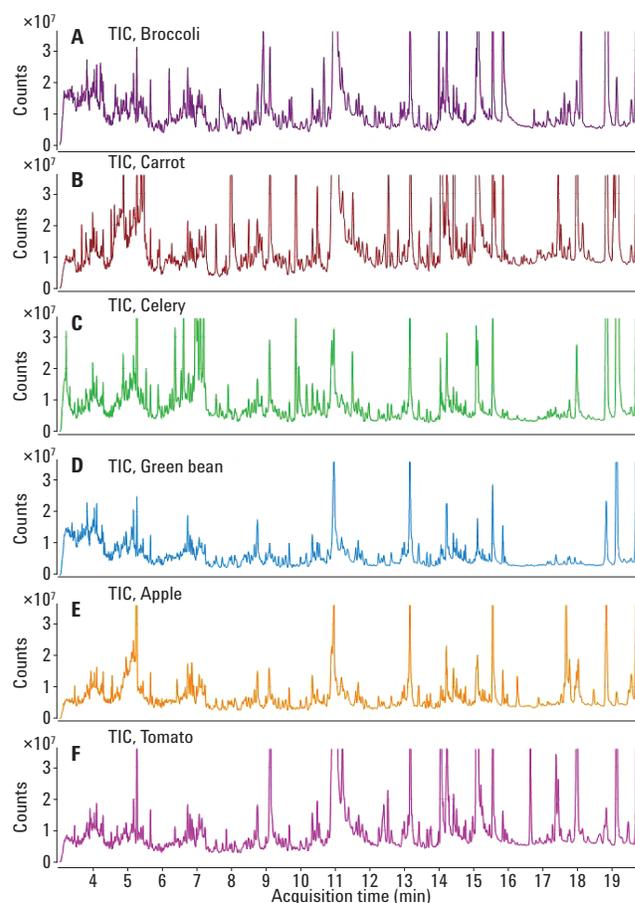 ×10⁷
A TIC, Broccoli
3
2
1
0
Counts
×10⁷
B TIC, Carrot
3
2
1
0
Counts
×10⁷
C TIC, Celery
3
2
1
0
Counts
×10⁷
D TIC, Green bean
3
2
1
0
Counts
×10⁷
E TIC, Apple
3
2
1
0
Counts
×10⁷
F TIC, Tomato
3
2
1
0
Counts
4 5 6 7 8 9 10 11 12 13 14 15 16 17 18 19
Acquisition time (min)